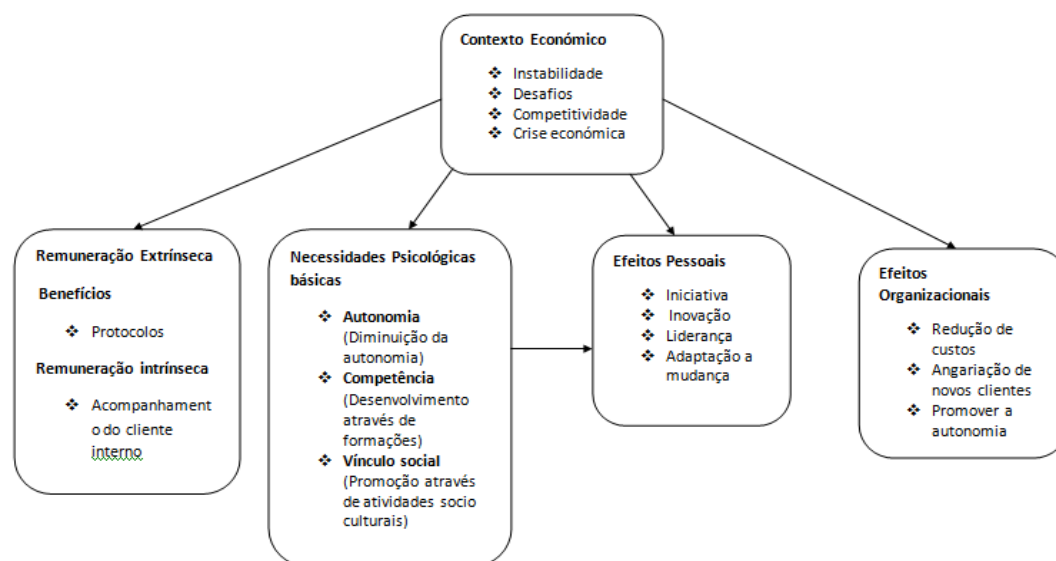 Contexto Económico
❖ Instabilidade
❖ Desafios
❖ Competitividade
❖ Crise económica
Remuneração Extrínseca
Benefícios
❖ Protocolos
Remuneração intrínseca
❖ Acompanhament
o do cliente
interno
Necessidades Psicológicas
básicas
❖ Autonomia
(Diminuição da
autonomia)
❖ Competência
(Desenvolvimento
através de
formações)
❖ Vínculo social
(Promoção através
de atividades socio
culturais)
Efeitos Pessoais
❖ Iniciativa
❖ Inovação
❖ Liderança
❖ Adaptação a
mudança
Efeitos
Organizacionais
❖ Redução de
custos
❖ Angariação de
novos clientes
❖ Promover a
autonomia